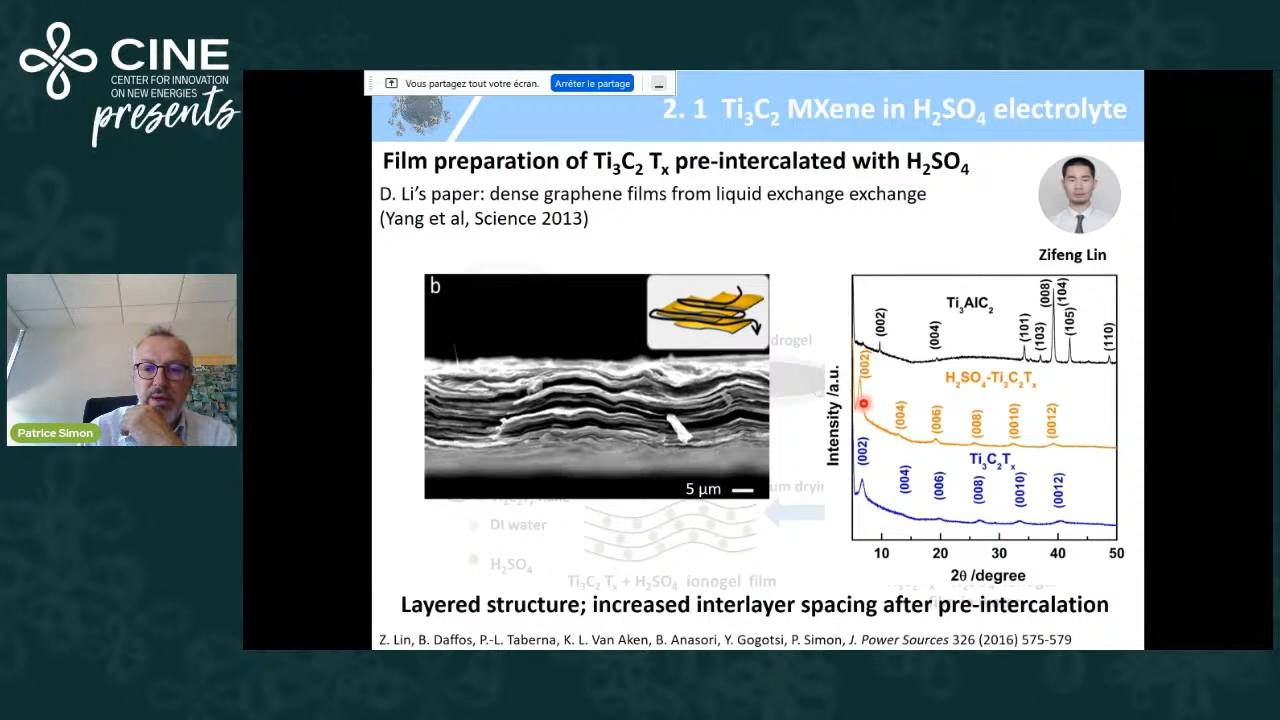 CINE
CENTER FOR INNOVATION
ON NEW ENERGIES
presents
Vous partagez tout votre écran.
Arrêter le partage
2. 1 Ti3C2 MXene in H2SO4 electrolyte
Film preparation of Ti3C2 Tx pre-intercalated with H2SO4
D. Li's paper: dense graphene films from liquid exchange exchange
(Yang et al, Science 2013)
Zifeng Lin
b
5 μm
Intensity /a.u.
Ti3AlC2
(002)
(004)
(101)
(103)
(008)
(104)
(105)
(110)
H2SO4-Ti3C2Tx
(002)
(004)
(006)
(008)
(0010)
(0012)
Ti3C2Tx
(002)
(004)
(006)
(008)
(0010)
(0012)
10 20 30 40 50
2θ /degree
DI water
H2SO4
Ti3C2 Tx + H2SO4 ionogel film
Patrice Simon
Layered structure; increased interlayer spacing after pre-intercalation
Z. Lin, B. Daffos, P.-L. Taberna, K. L. Van Aken, B. Anasori, Y. Gogotsi, P. Simon, J. Power Sources 326 (2016) 575-579